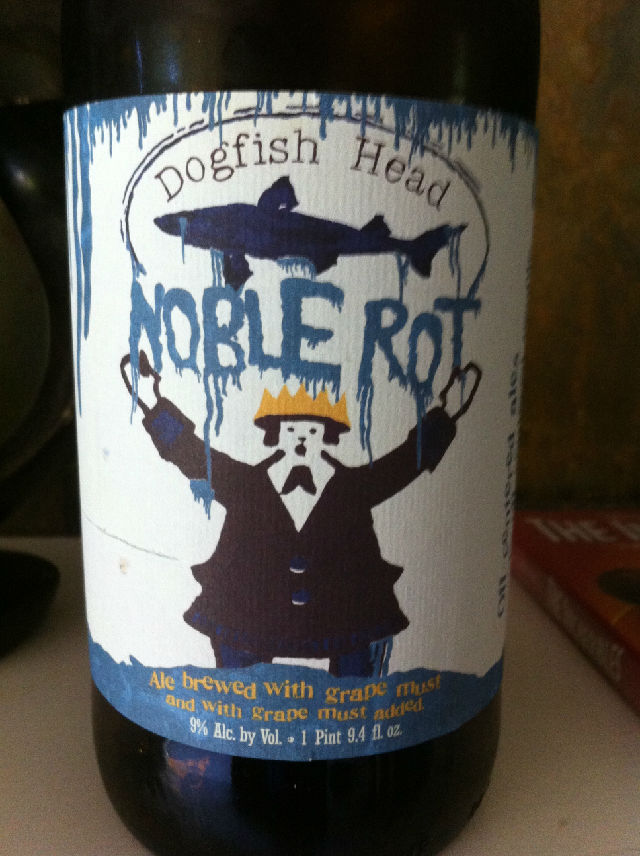 Dogfish Head
NOBLE ROT
Ale brewed with grape must
and with grape must added.
9% Alc. by Vol. • 1 Pint 9.4 fl. oz.
THE